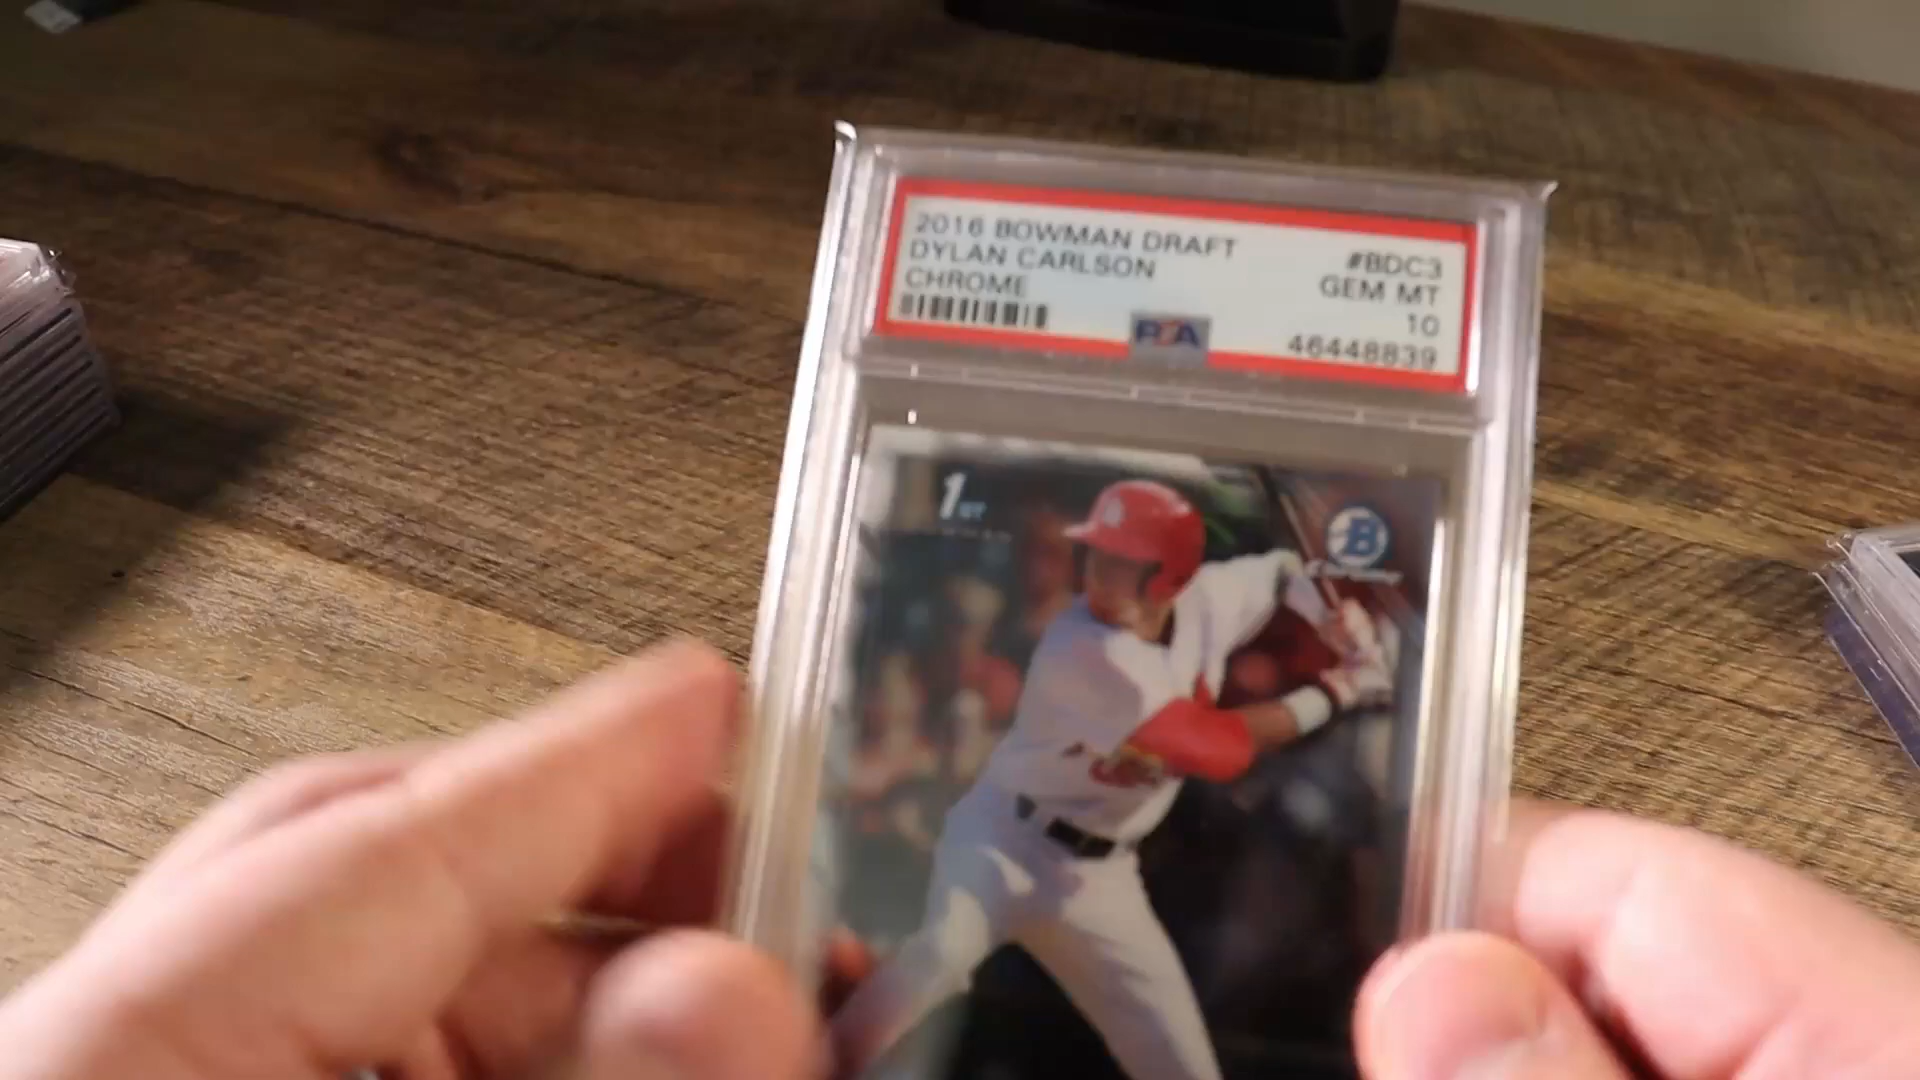 2016 BOWMAN DRAFT #BDC3
DYLAN CARLSON GEM MT
CHROME 10
PSA 46448839
1ST
B